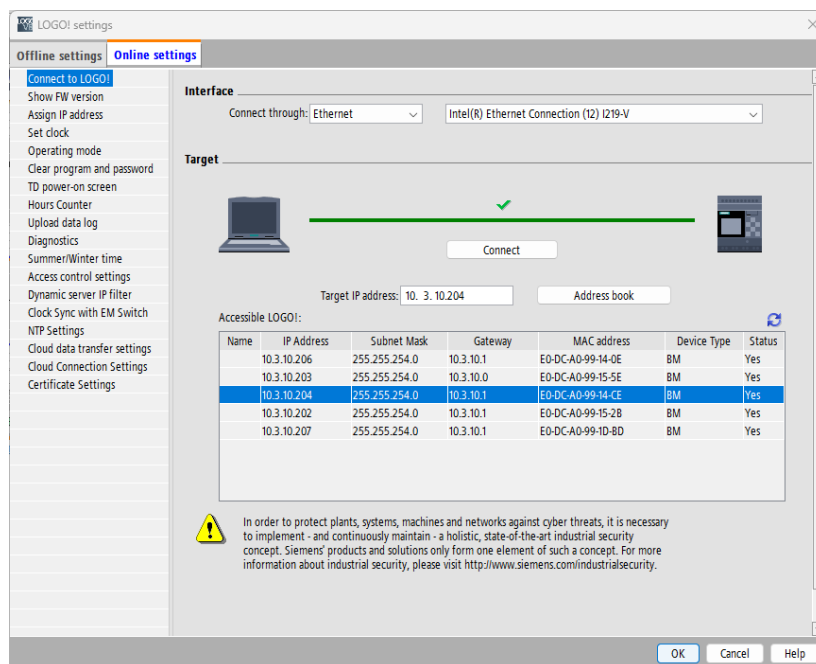 LOGO! settings
Offline settings Online settings
Connect to LOGO!
Show FW version
Assign IP address
Set clock
Operating mode
Clear program and password
TD power-on screen
Hours Counter
Upload data log
Diagnostics
Summer/Winter time
Access control settings
Dynamic server IP filter
Clock Sync with EM Switch
NTP Settings
Cloud data transfer settings
Cloud Connection Settings
Certificate Settings
Interface
Connect through: Ethernet Intel(R) Ethernet Connection (12) I219-V
Target
Connect
Target IP address: 10. 3. 10.204 Address book
Accessible LOGO!:
Name IP Address Subnet Mask Gateway MAC address Device Type Status
10.3.10.206 255.255.254.0 10.3.10.1 E0-DC-A0-99-14-0E BM Yes
10.3.10.203 255.255.254.0 10.3.10.0 E0-DC-A0-99-15-5E BM Yes
10.3.10.204 255.255.254.0 10.3.10.1 E0-DC-A0-99-14-CE BM Yes
10.3.10.202 255.255.254.0 10.3.10.1 E0-DC-A0-99-15-2B BM Yes
10.3.10.207 255.255.254.0 10.3.10.1 E0-DC-A0-99-1D-BD BM Yes
In order to protect plants, systems, machines and networks against cyber threats, it is necessary
to implement - and continuously maintain - a holistic, state-of-the-art industrial security
concept. Siemens' products and solutions only form one element of such a concept. For more
information about industrial security, please visit http://www.siemens.com/industrialsecurity.
OK Cancel Help